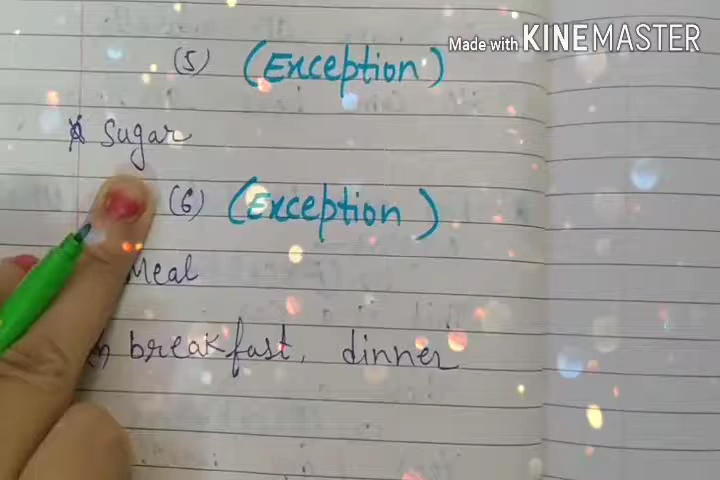 Made with KINEMASTER
(5) (Exception)
Sugar
(6) (Exception)
Meal
breakfast, dinner